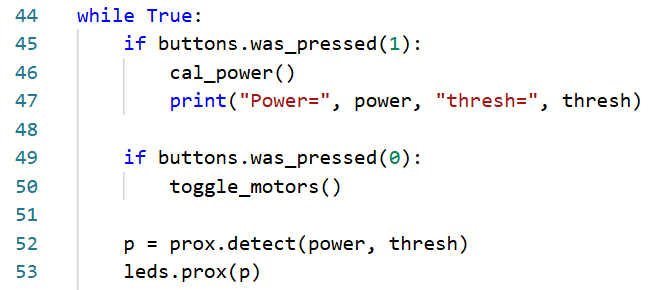 44 while True:
45     if buttons.was_pressed(1):
46         cal_power()
47         print("Power=", power, "thresh=", thresh)
48
49     if buttons.was_pressed(0):
50         toggle_motors()
51
52     p = prox.detect(power, thresh)
53     leds.prox(p)